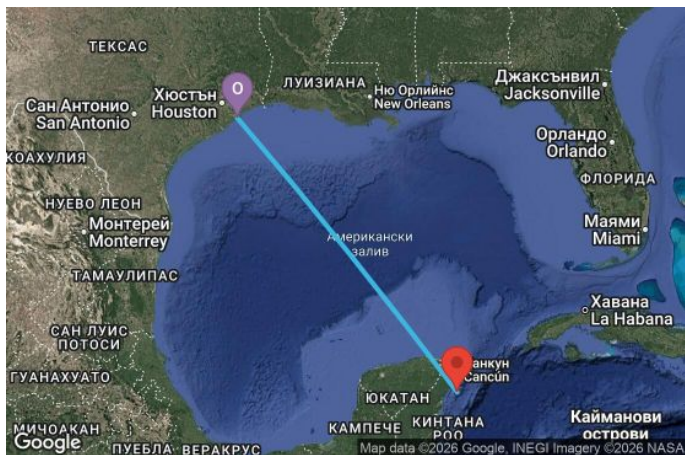 ТЕКСАС
ЛУИЗИАНА
Джаксънвил
Jacksonville
Хюстън
Houston
O
Ню Орлийнс
New Orleans
Сан Антонио
San Antonio
Орландо
Orlando
КОАХУИЛА
ФЛОРИДА
НУЕВО ЛЕОН
Монтерей
Monterrey
Маями
Miami
Американски
залив
ТАМАУЛИПАС
Хавана
La Habana
САН ЛУИС
ПОТОСИ
ГУАНАХУАТО
анкун
Cancún
ЮКАТАН
КАМПЕЧЕ
КИНТАНА
РОО
Кайманови
острови
МИЧОАКАН
ПУЕБЛА
ВЕРАКРУС
Google
Map data ©2026 Google, INEGI Imagery ©2026 NASA